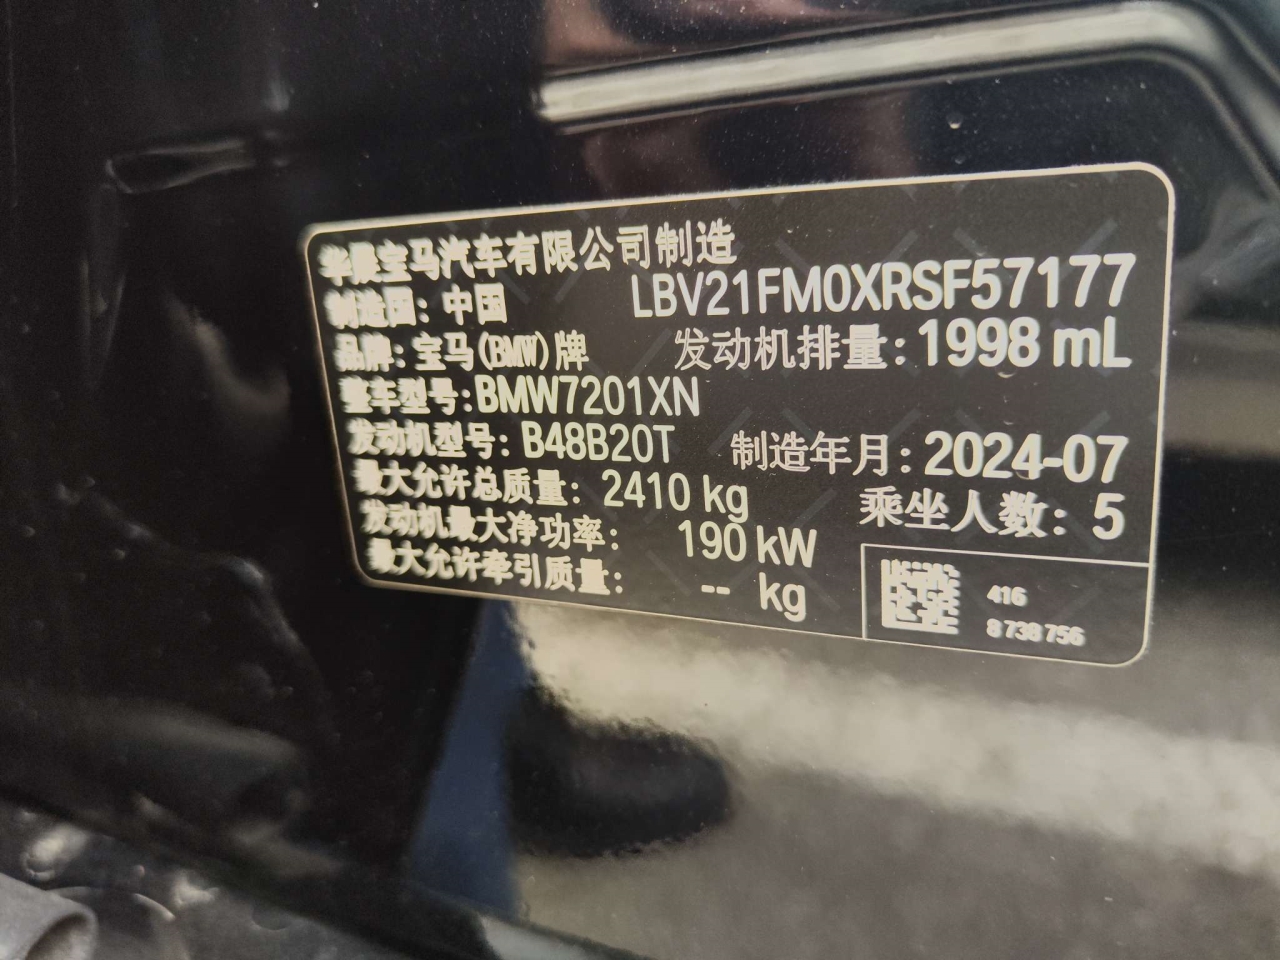 华晨宝马汽车有限公司制造
制造国: 中国 LBV21FM0XRSF57177
品牌: 宝马(BMW)牌 发动机排量: 1998 mL
整车型号: BMW7201XN
发动机型号: B48B20T 制造年月: 2024-07
最大允许总质量: 2410 kg 乘坐人数: 5
发动机最大净功率: 190 kW
最大允许牵引质量: -- kg
416
8 738 756